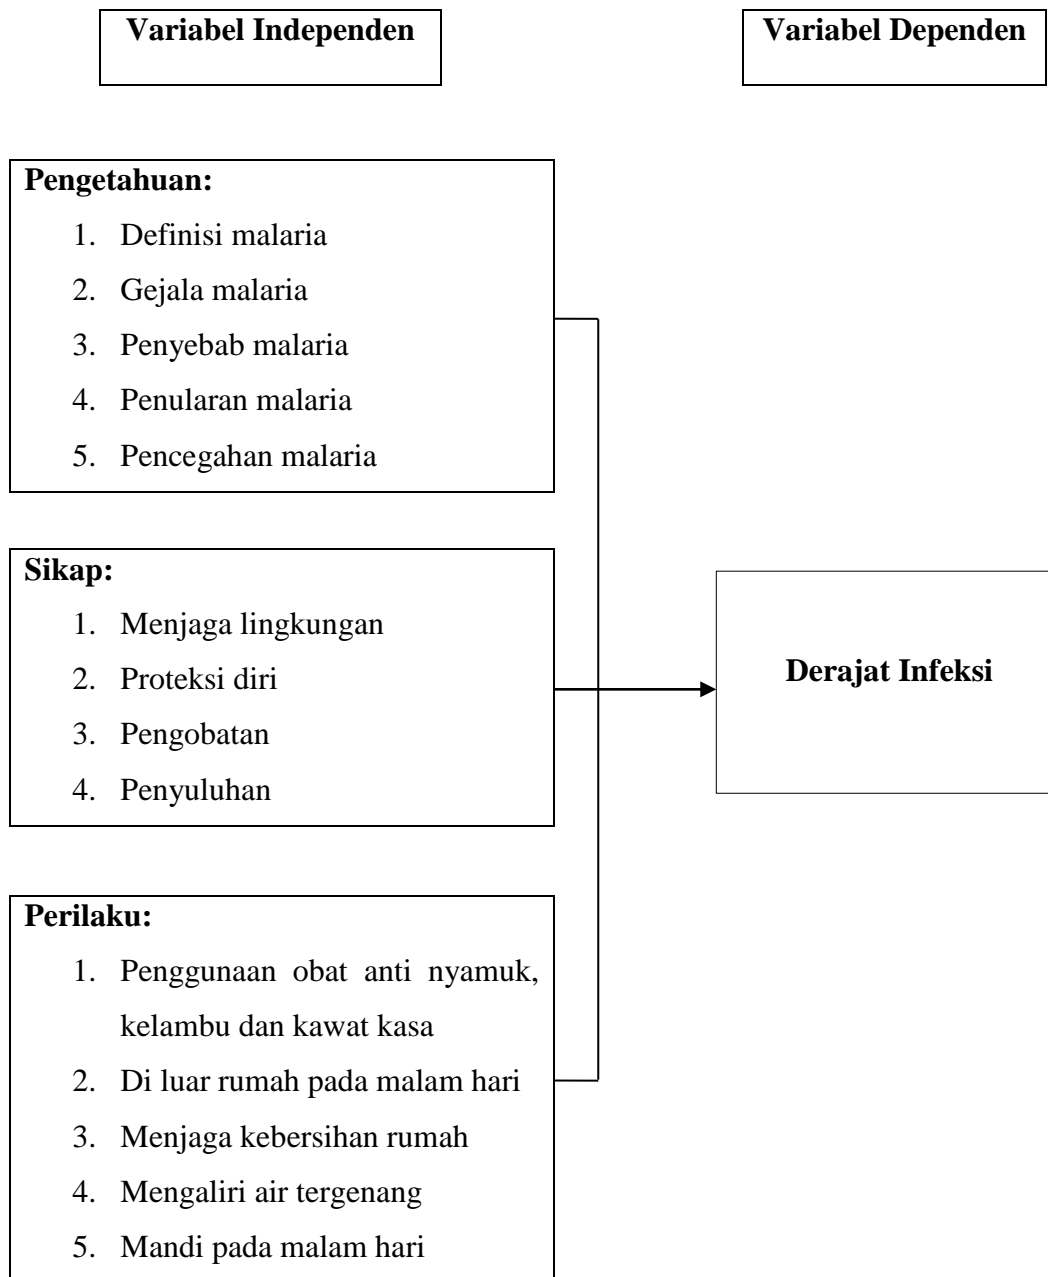 Variabel Independen
Variabel Dependen
Pengetahuan:
1. Definisi malaria
2. Gejala malaria
3. Penyebab malaria
4. Penularan malaria
5. Pencegahan malaria
Sikap:
1. Menjaga lingkungan
2. Proteksi diri
3. Pengobatan
4. Penyuluhan
Derajat Infeksi
Perilaku:
1. Penggunaan obat anti nyamuk,
kelambu dan kawat kasa
2. Di luar rumah pada malam hari
3. Menjaga kebersihan rumah
4. Mengaliri air tergenang
5. Mandi pada malam hari